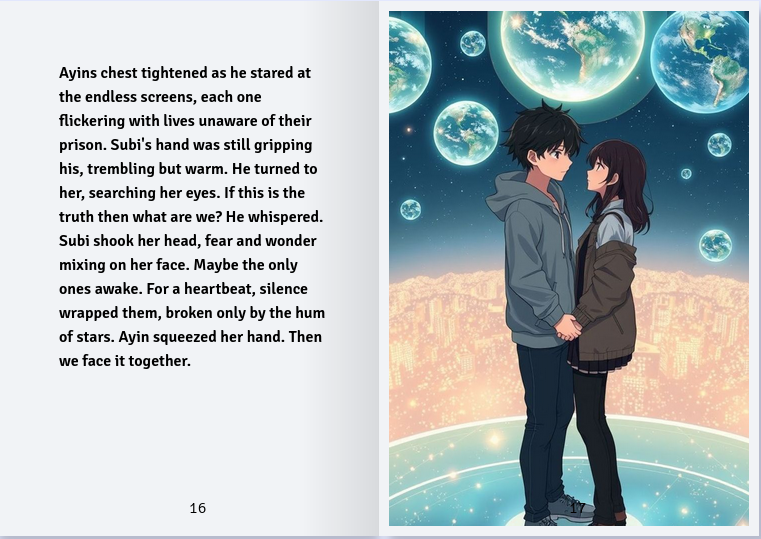 Ayins chest tightened as he stared at
the endless screens, each one
flickering with lives unaware of their
prison. Subi's hand was still gripping
his, trembling but warm. He turned to
her, searching her eyes. If this is the
truth then what are we? He whispered.
Subi shook her head, fear and wonder
mixing on her face. Maybe the only
ones awake. For a heartbeat, silence
wrapped them, broken only by the hum
of stars. Ayin squeezed her hand. Then
we face it together.
16
17